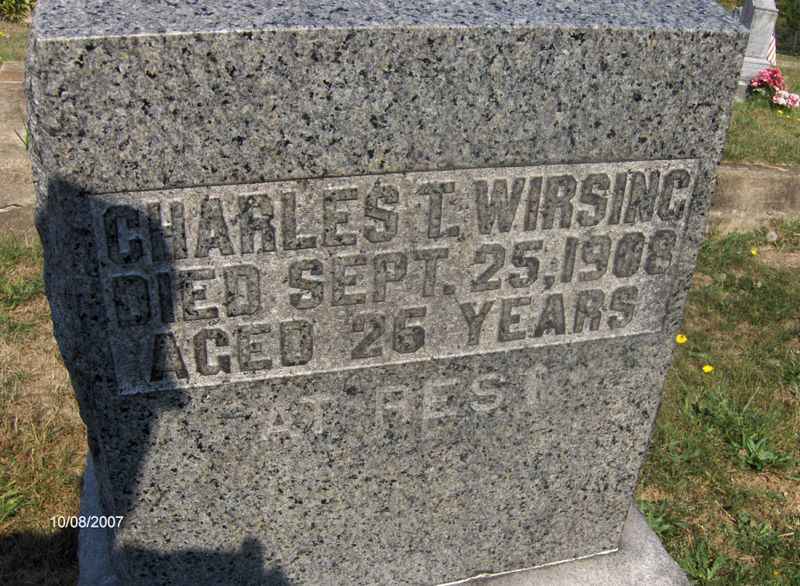 CHARLES T. WIRSING
DIED SEPT. 25, 1908
AGED 26 YEARS
AT REST
10/08/2007